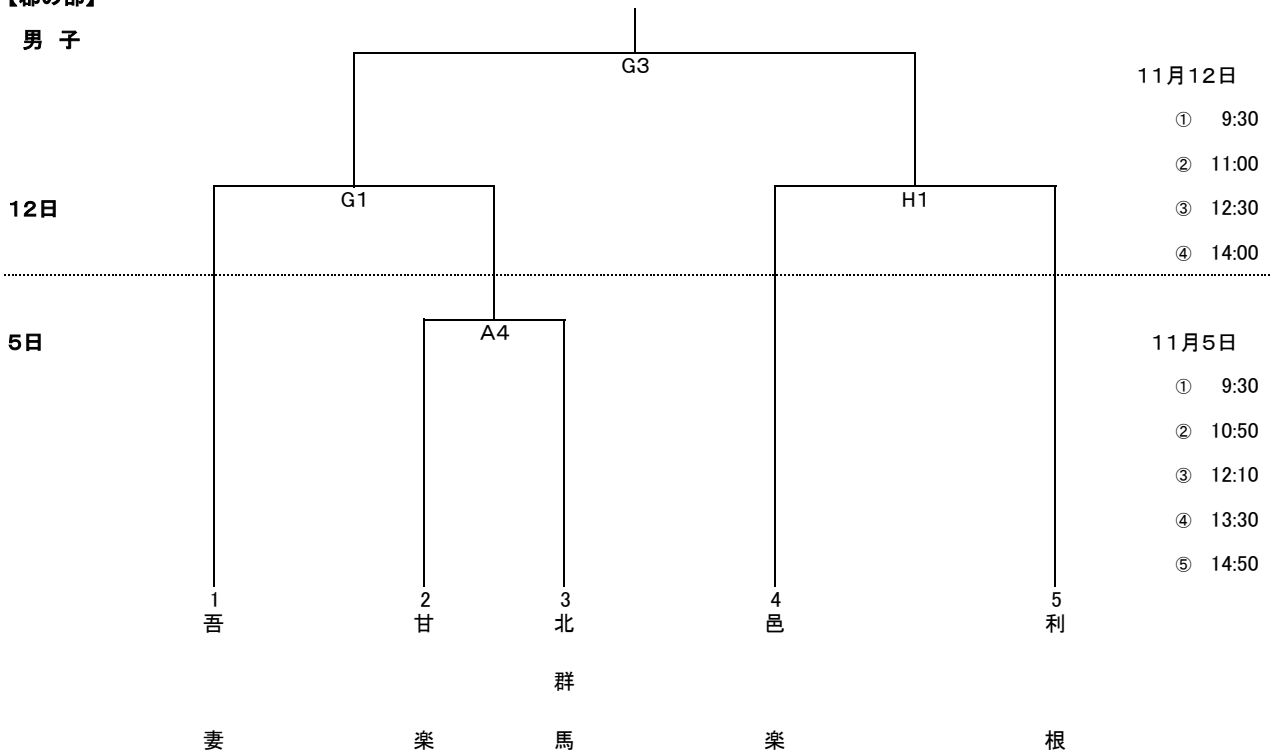 【郡の部】
男 子
G3
11月12日
① 9:30
② 11:00
12日
G1
H1
③ 12:30
④ 14:00
5日
A4
11月5日
① 9:30
② 10:50
③ 12:10
④ 13:30
⑤ 14:50
1
吾妻
2
甘楽
3
北群馬
4
邑楽
5
利根